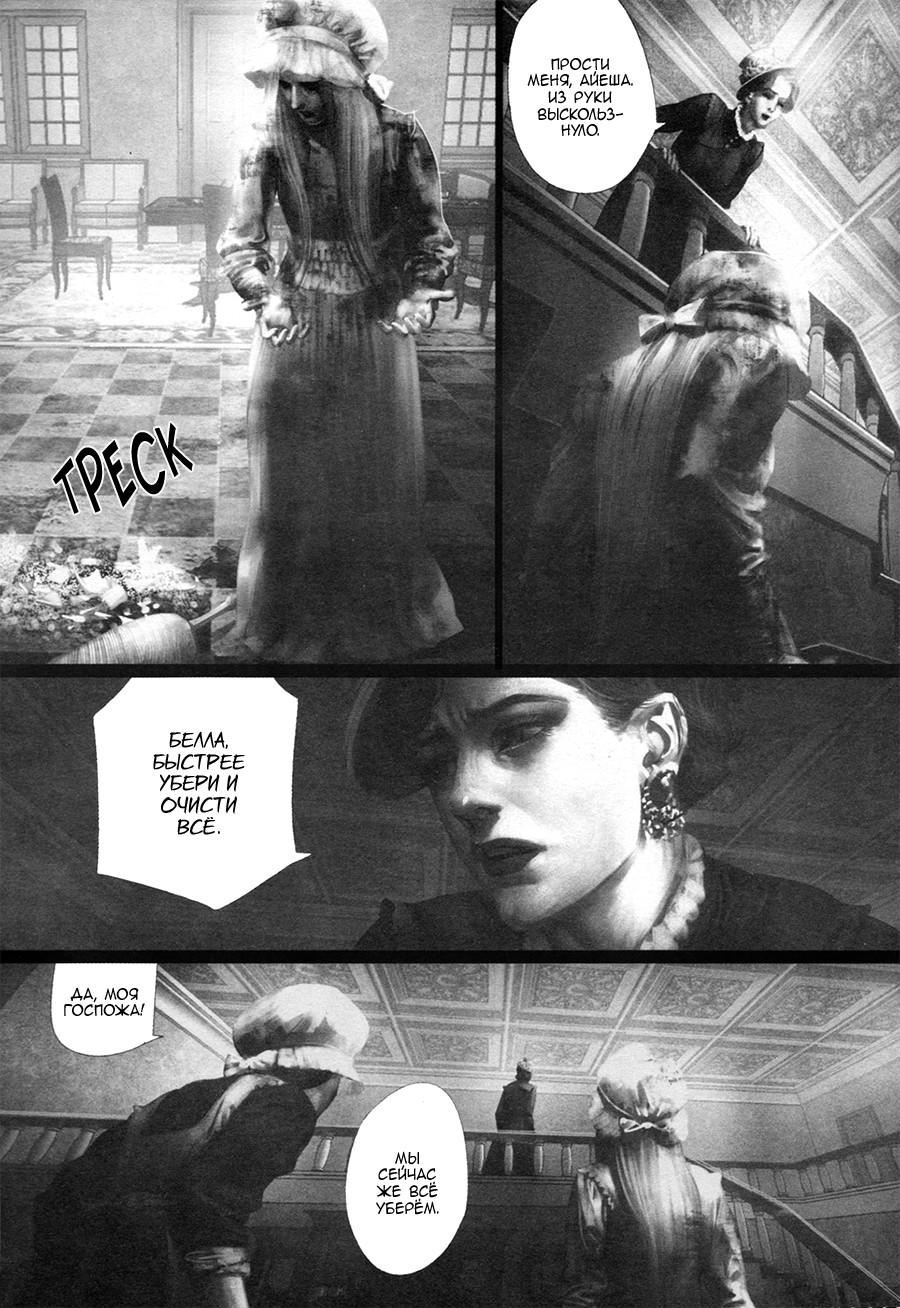 ТРЕСК
ПРОСТИ
МЕНЯ, АЙЕША.
ИЗ РУКИ
ВЫСКОЛЬЗ-
НУЛО.
БЕЛЛА,
БЫСТРЕЕ
УБЕРИ И
ОЧИСТИ
ВСЁ.
ДА, МОЯ
ГОСПОЖА!
МЫ
СЕЙЧАС
ЖЕ ВСЁ
УБЕРЁМ.